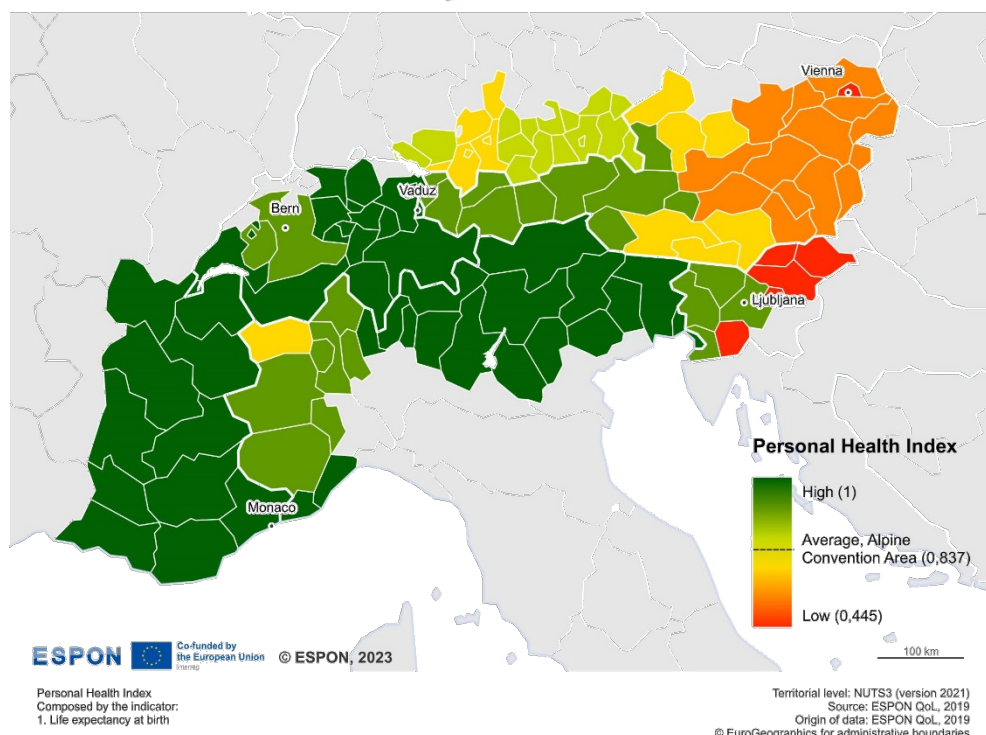 Vienna
Vaduz
Bern
Ljubljana
Monaco
Personal Health Index
High (1)
Average, Alpine
Convention Area (0,837)
Low (0,445)
ESPON
Co-funded by
the European Union
Interreg
© ESPON, 2023
100 km
Personal Health Index
Composed by the indicator:
1. Life expectancy at birth
Territorial level: NUTS3 (version 2021)
Source: ESPON QoL, 2019
Origin of data: ESPON QoL, 2019
© EuroGeographics for administrative boundaries